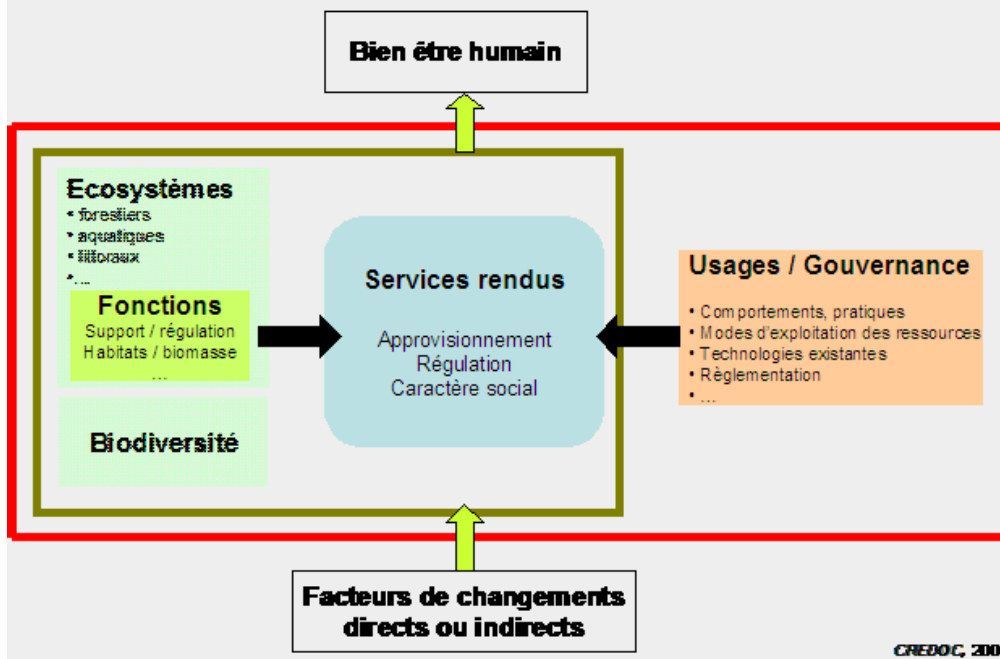 Bien être humain
Ecosystèmes
• forestiers
• aquatiques
• littoraux
• ...
Fonctions
Support / régulation
Habitats / biomasse
...
Biodiversité
Services rendus
Approvisionnement
Régulation
Caractère social
Usages / Gouvernance
• Comportements, pratiques
• Modes d'exploitation des ressources
• Technologies existantes
• Règlementation
• ...
Facteurs de changements
directs ou indirects
CREDOC, 200